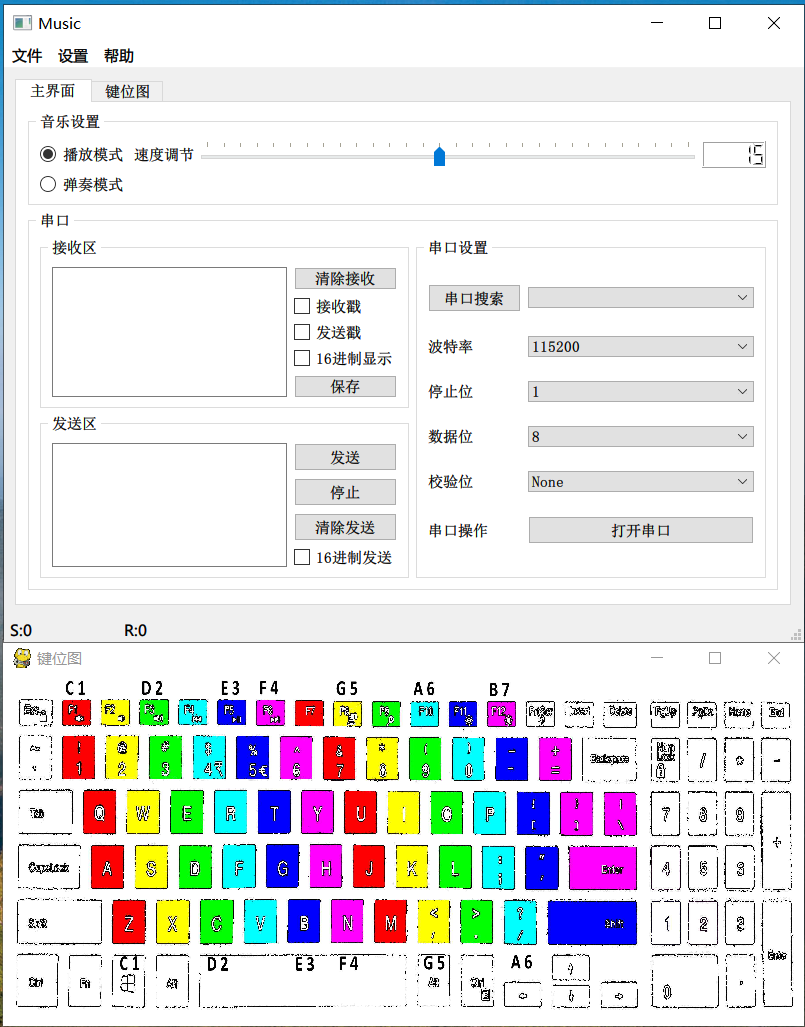 Music
文件 设置 帮助
主界面 键位图
音乐设置
播放模式 速度调节 15
弹奏模式
串口
接收区 串口设置
清除接收
串口搜索
接收戳
发送戳
波特率 115200
16进制显示
保存
停止位 1
发送区
数据位 8
发送
校验位 None
停止
清除发送
串口操作 打开串口
16进制发送
S:0 R:0
键位图
C1 D2 E3 F4 G5 A6 B7
F1 F2 F3 F4 F5 F6 F7 F8 F9 F10 F11 F12 PgUp PgDn Home End
~ ! 1 @ 2 # 3 $ 4 ₹ % 5 € ^ 6 & 7 * 8 ( 9 ) 0 - + = Backspace Num Lock / * -
Tab Q W E R T Y U I O P { [ } ] | \ 7 8 9 +
CapsLock A S D F G H J K L : ; " ' Enter 4 5 3
Shift Z X C V B N M < , > . ? / Shift 1 2 3 Enter
C1 D2 E3 F4 G5 A6
Ctrl Fn Alt Alt Ctrl 0 .